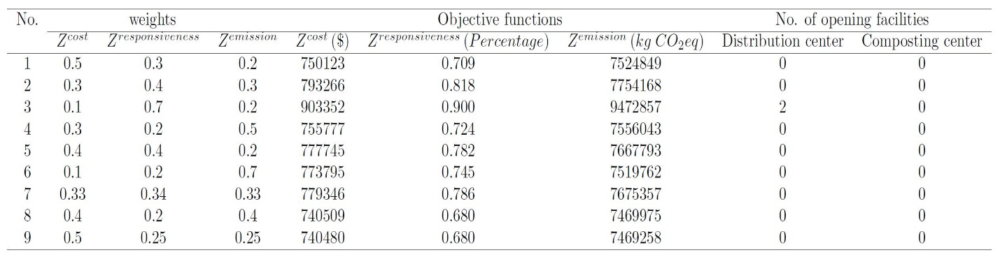 No. weights Objective functions No. of opening facilities
Z^cost Z^responsiveness Z^emission Z^cost ($) Z^responsiveness (Percentage) Z^emission (kg CO₂eq) Distribution center Composting center
1 0.5 0.3 0.2 750123 0.709 7524849 0 0
2 0.3 0.4 0.3 793266 0.818 7754168 0 0
3 0.1 0.7 0.2 903352 0.900 9472857 2 0
4 0.3 0.2 0.5 755777 0.724 7556043 0 0
5 0.4 0.4 0.2 777745 0.782 7667793 0 0
6 0.1 0.2 0.7 773795 0.745 7519762 0 0
7 0.33 0.34 0.33 779346 0.786 7675357 0 0
8 0.4 0.2 0.4 740509 0.680 7469975 0 0
9 0.5 0.25 0.25 740480 0.680 7469258 0 0